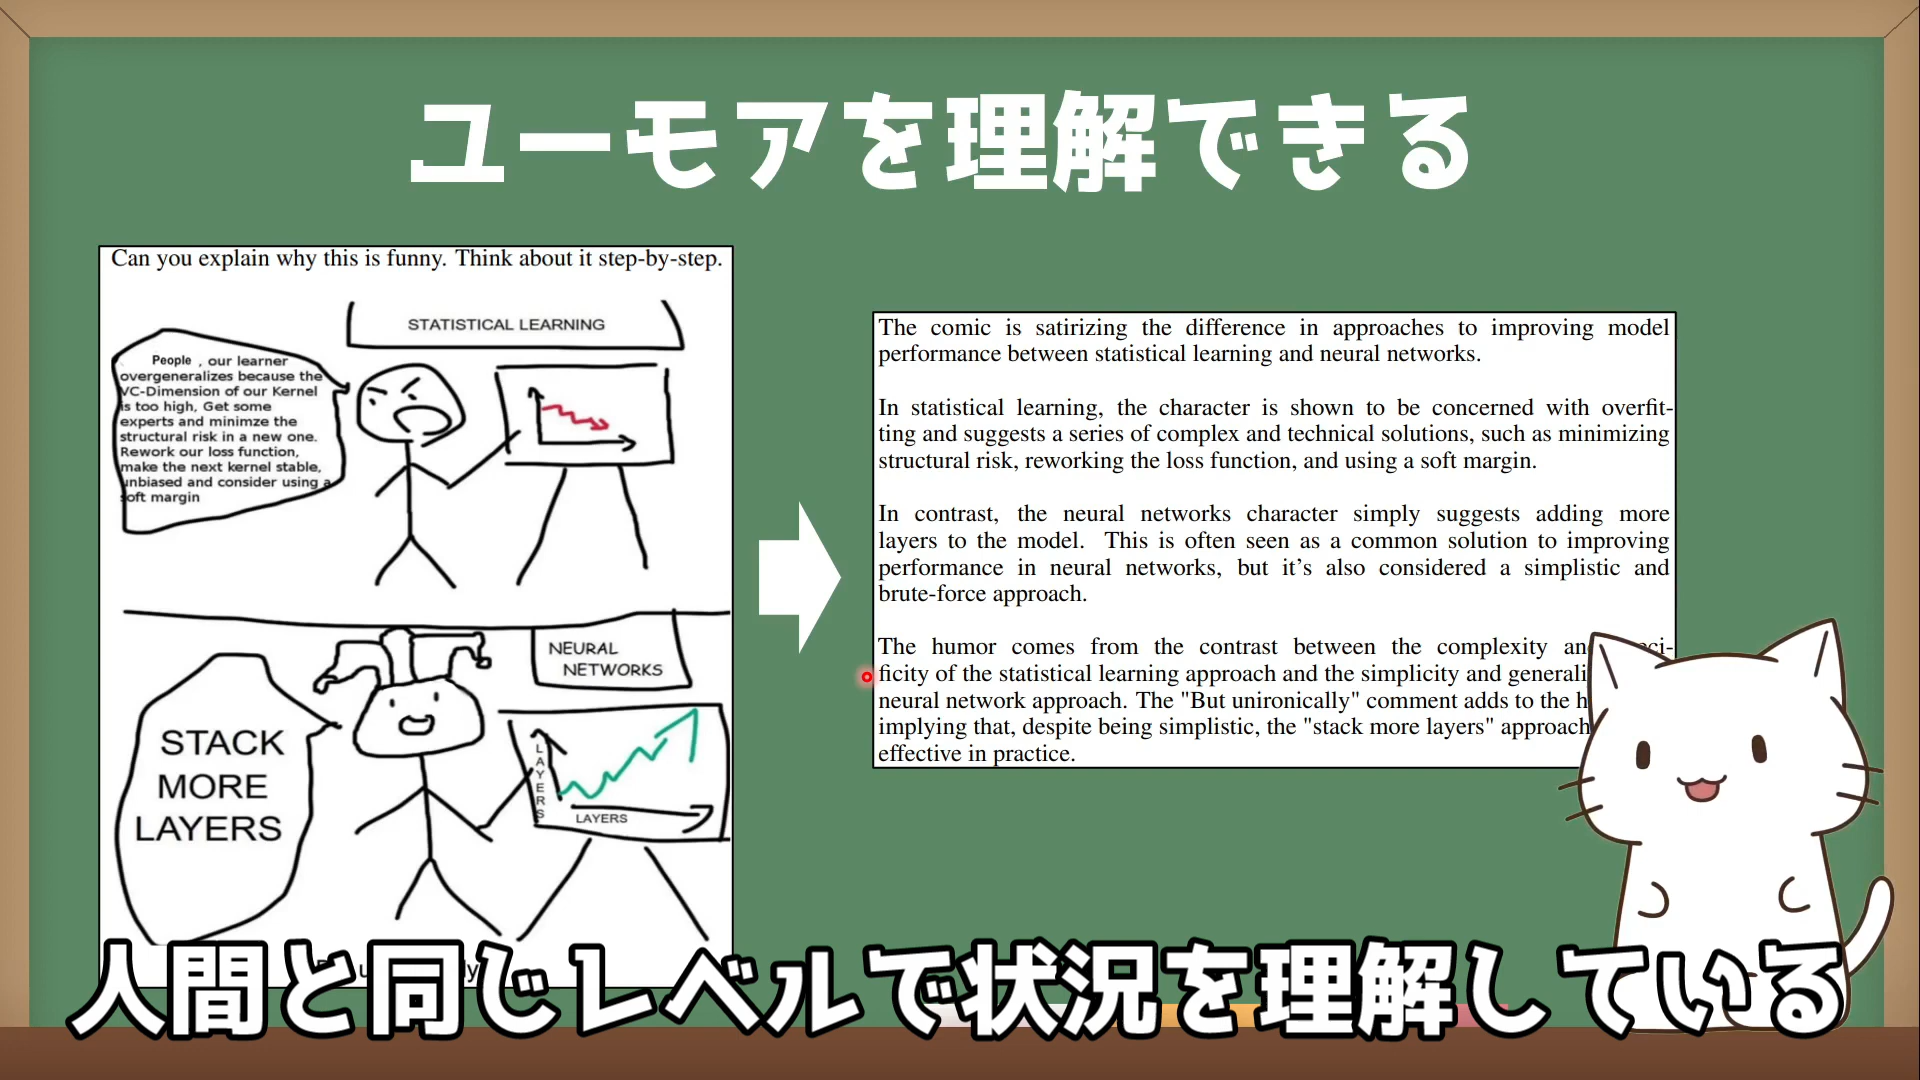 ユーモアを理解できる
Can you explain why this is funny. Think about it step-by-step.
STATISTICAL LEARNING
People , our learner
overgeneralizes because the
VC-Dimension of our Kernel
is too high, Get some
experts and minimze the
structural risk in a new one.
Rework our loss function,
make the next kernel stable,
unbiased and consider using a
soft margin
NEURAL
NETWORKS
STACK
MORE
LAYERS
LAYERS
LAYERS
The comic is satirizing the difference in approaches to improving model
performance between statistical learning and neural networks.
In statistical learning, the character is shown to be concerned with overfit-
ting and suggests a series of complex and technical solutions, such as minimizing
structural risk, reworking the loss function, and using a soft margin.
In contrast, the neural networks character simply suggests adding more
layers to the model. This is often seen as a common solution to improving
performance in neural networks, but it's also considered a simplistic and
brute-force approach.
The humor comes from the contrast between the complexity
ficity of the statistical learning approach and the simplicity and
neural network approach. The "But unironically" comment adds to the
implying that, despite being simplistic, the "stack more layers" approach
effective in practice.
人間と同じレベルで状況を理解している